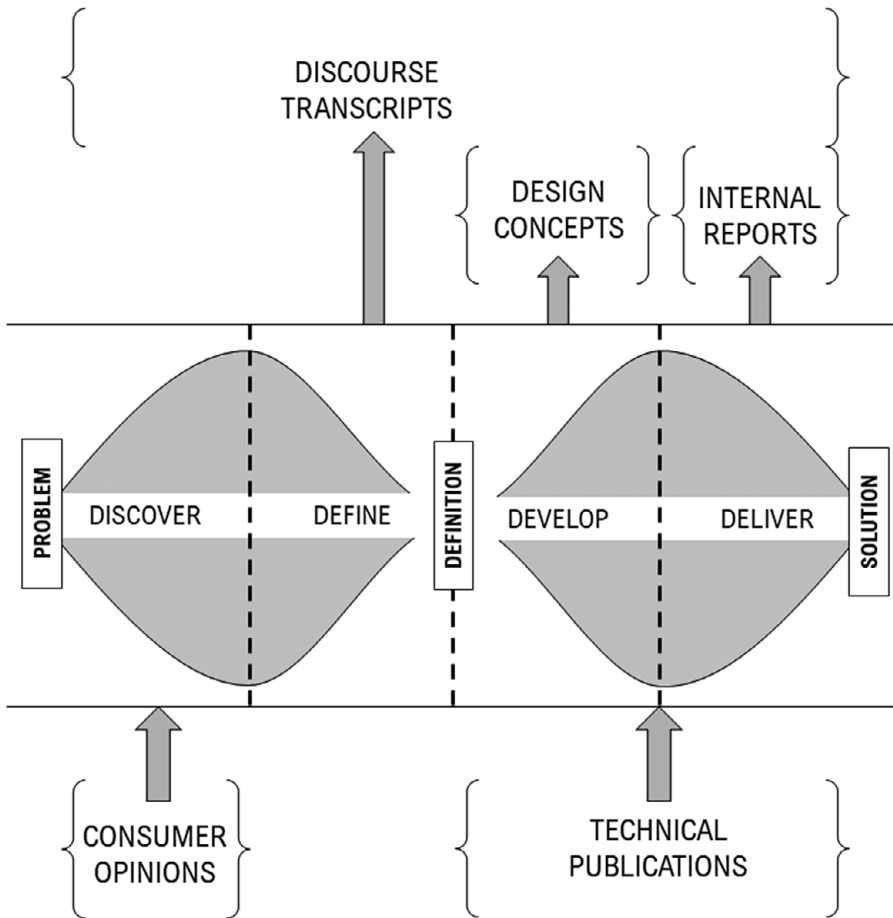 DISCOURSE
TRANSCRIPTS
DESIGN
CONCEPTS
INTERNAL
REPORTS
PROBLEM
DISCOVER
DEFINE
DEFINITION
DEVELOP
DELIVER
SOLUTION
CONSUMER
OPINIONS
TECHNICAL
PUBLICATIONS